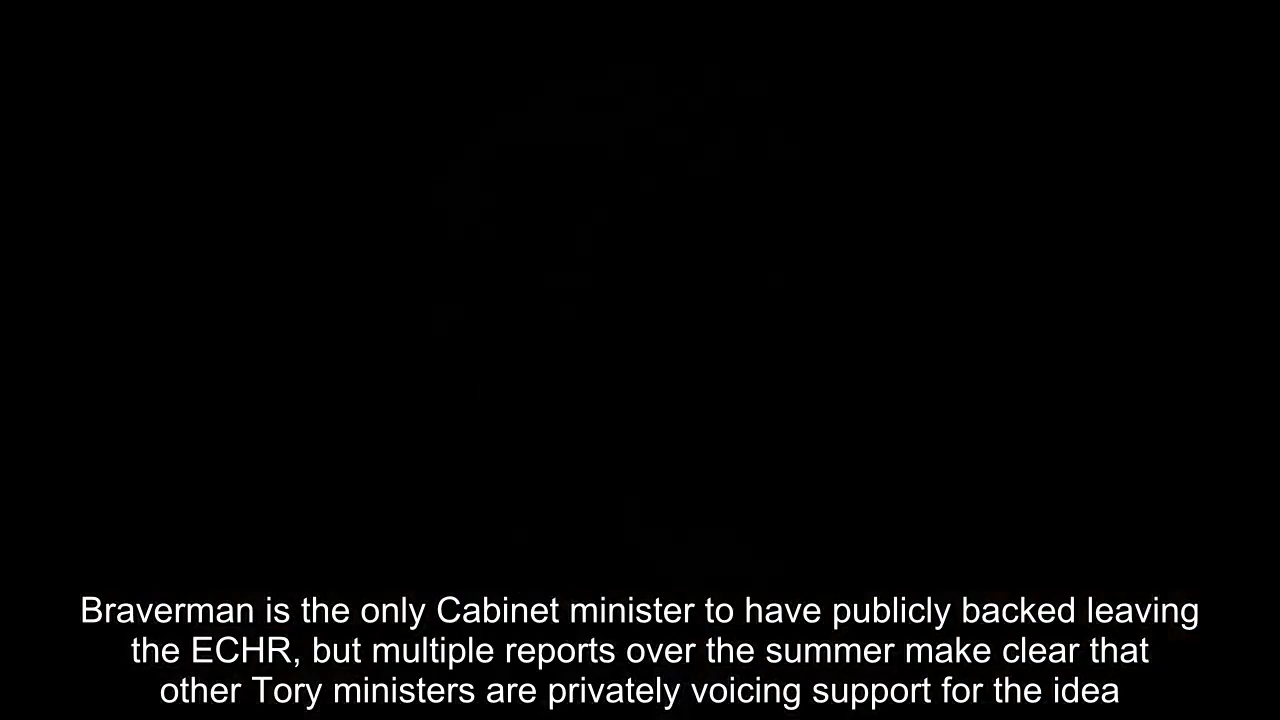 Braverman is the only Cabinet minister to have publicly backed leaving
the ECHR, but multiple reports over the summer make clear that
other Tory ministers are privately voicing support for the idea